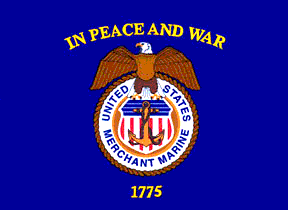 IN PEACE AND WAR
UNITED STATES
MERCHANT MARINE
1775